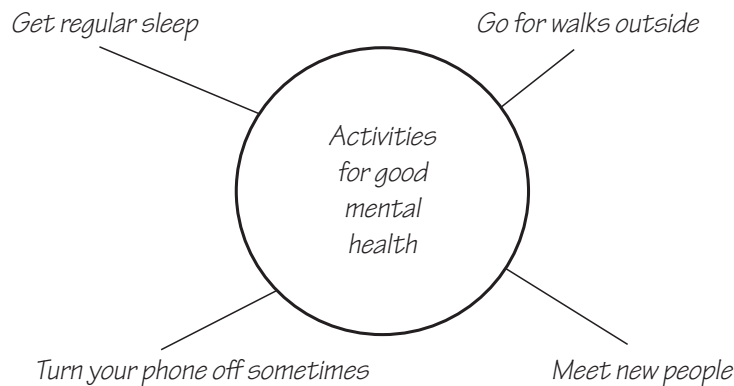 Get regular sleep
Go for walks outside
Activities
for good
mental
health
Turn your phone off sometimes
Meet new people